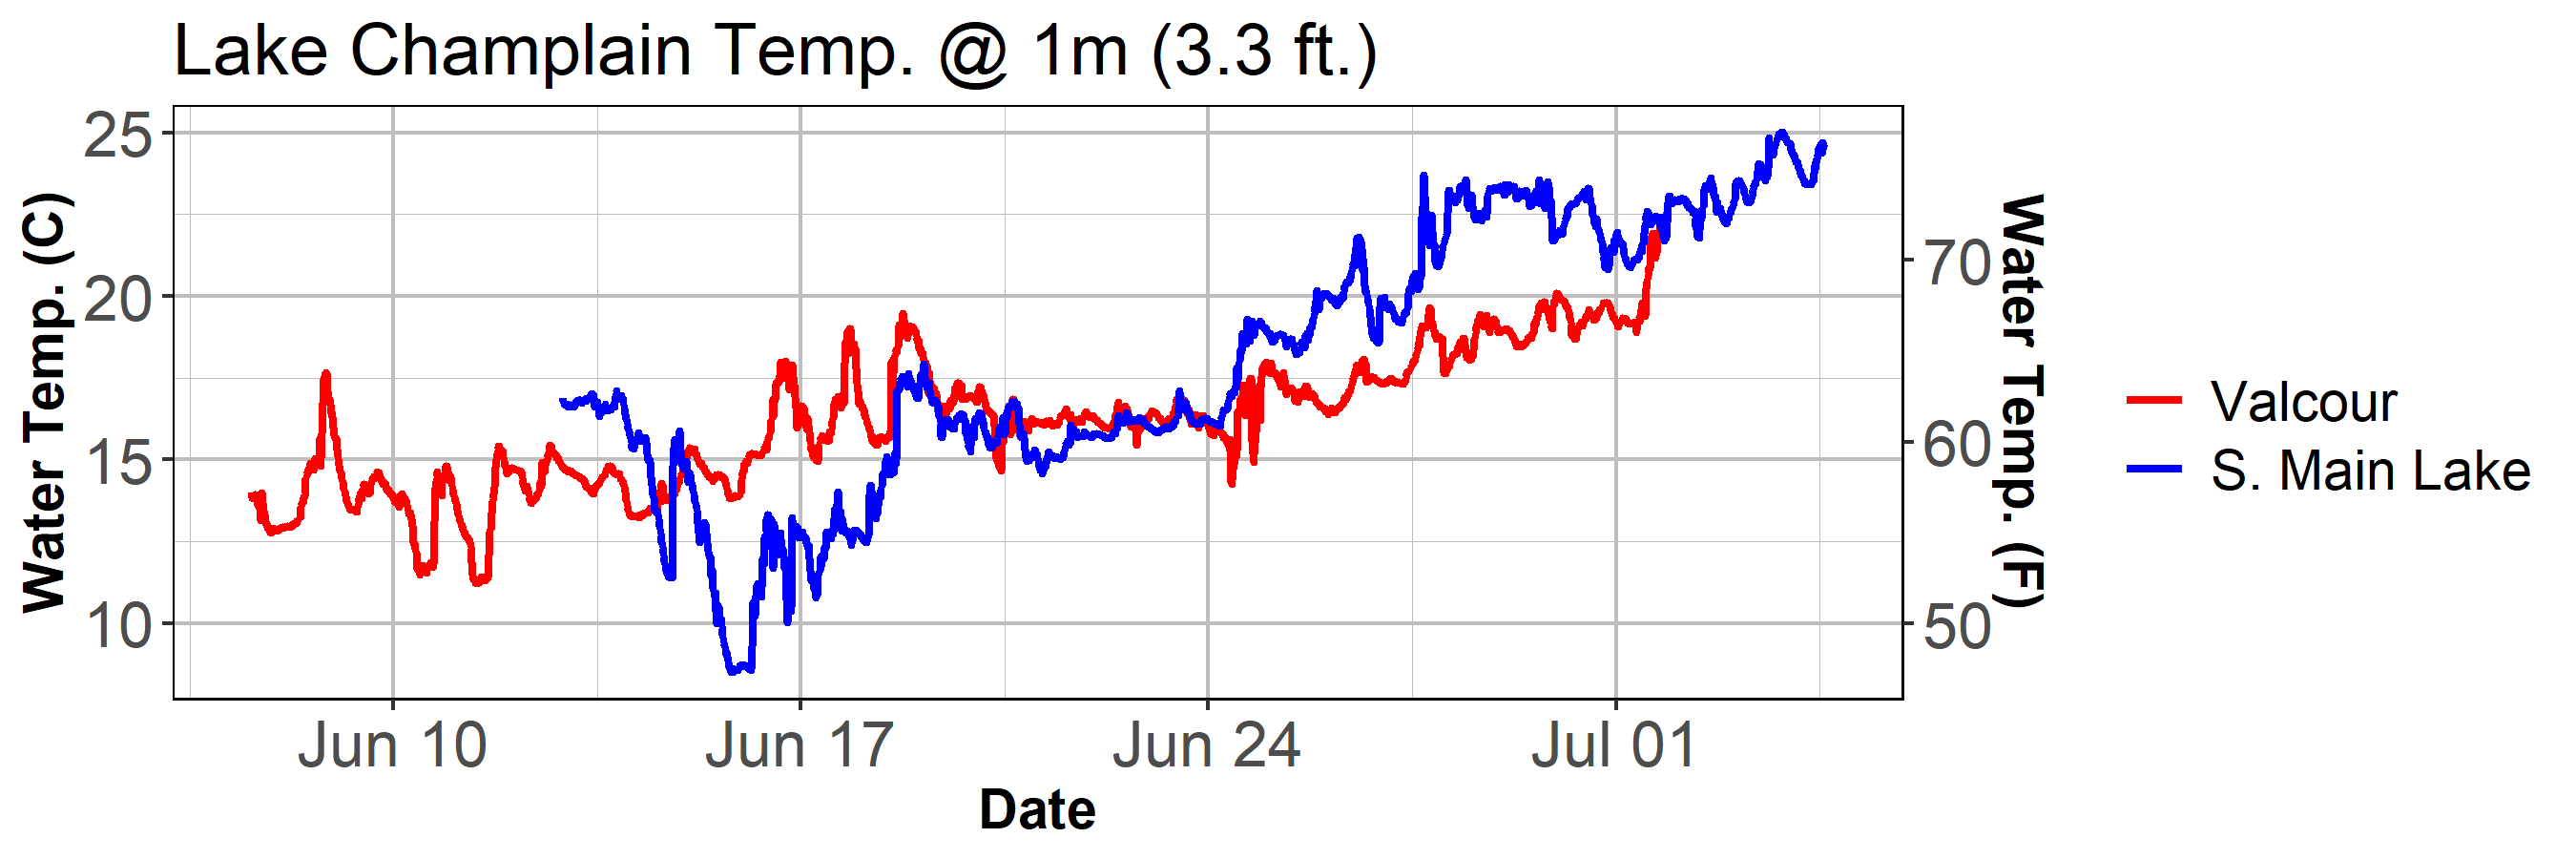 Lake Champlain Temp. @ 1m (3.3 ft.)
Water Temp. (C)
25
20
15
10
70
60
50
Water Temp. (F)
Jun 10
Jun 17
Jun 24
Jul 01
Date
Valcour
S. Main Lake